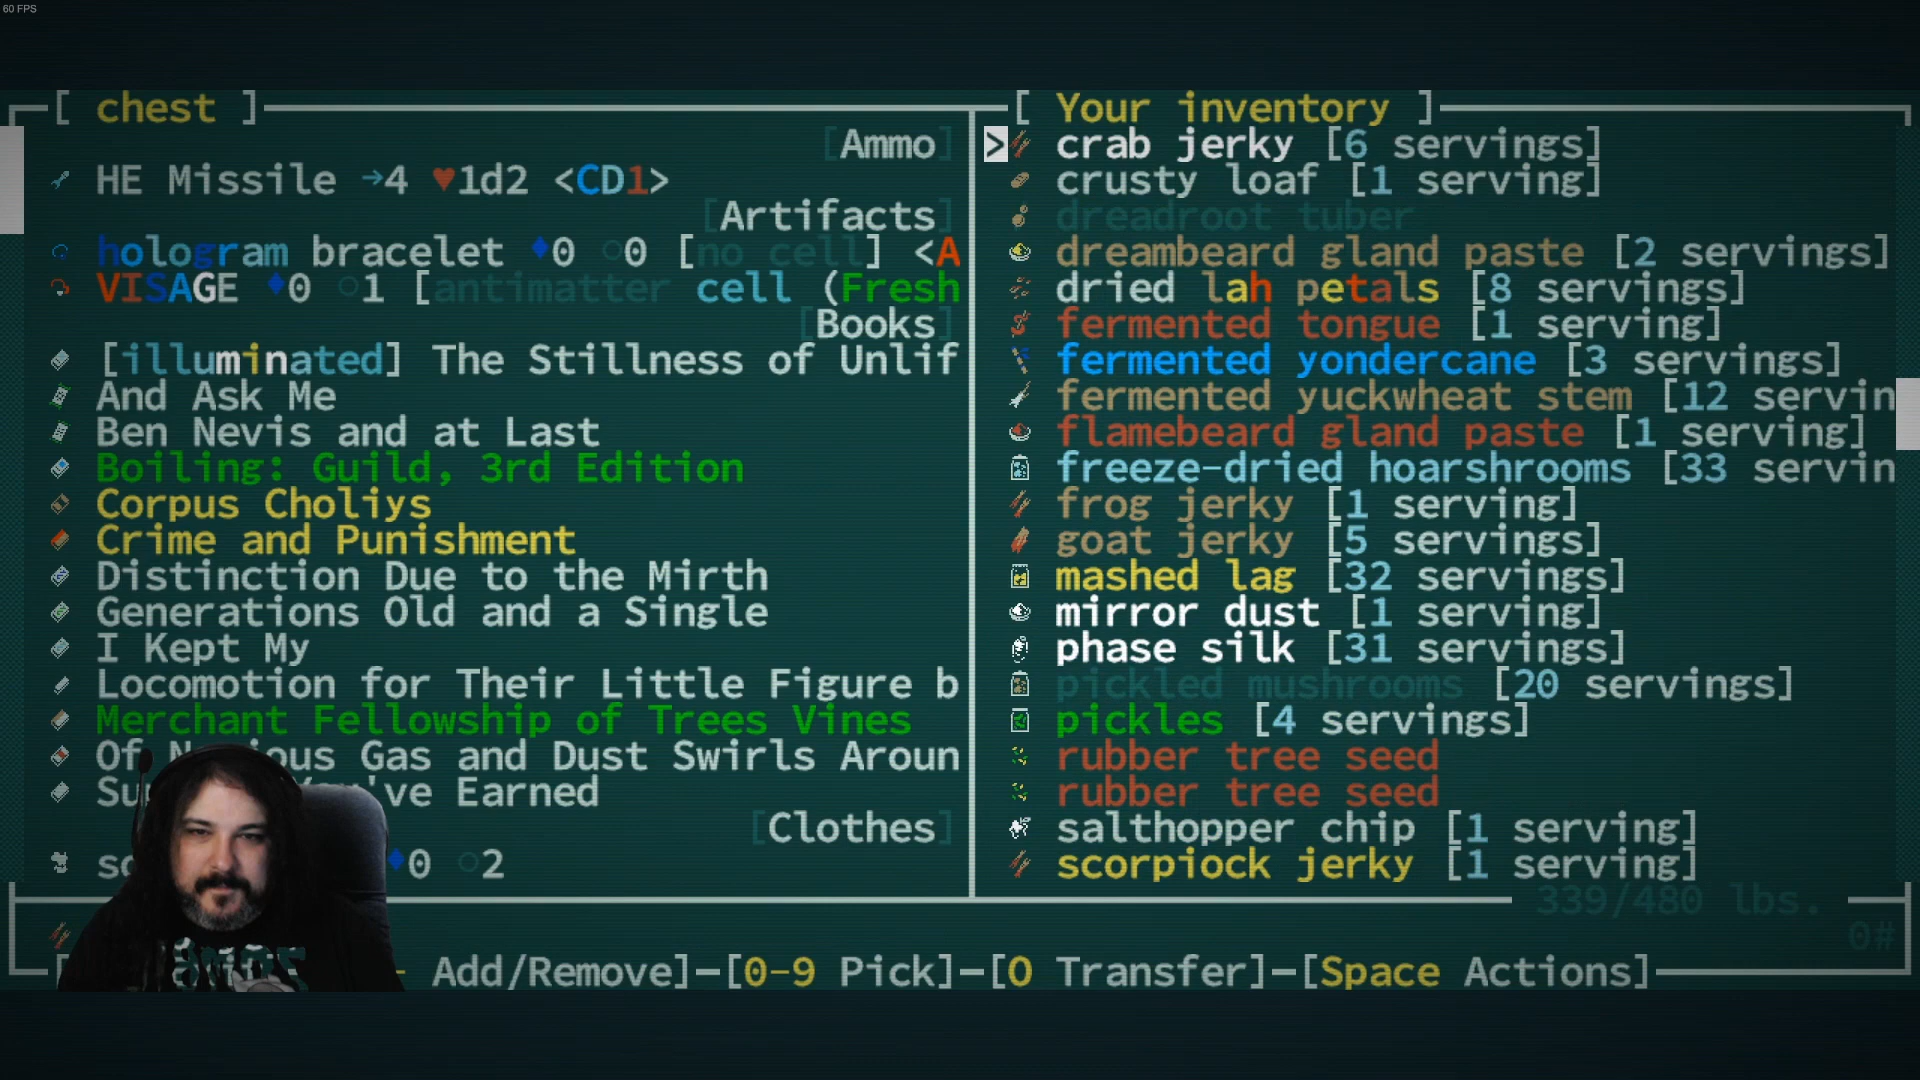 60 FPS
[ chest ]
[Ammo]
HE Missile →4 ♥1d2 <CD1>
[Artifacts]
hologram bracelet ♦0 ○0 [no cell] <A
VISAGE ♦0 ○1 [antimatter cell (Fresh
[Books]
[illuminated] The Stillness of Unlif
And Ask Me
Ben Nevis and at Last
Boiling: Guild, 3rd Edition
Corpus Choliys
Crime and Punishment
Distinction Due to the Mirth
Generations Old and a Single
I Kept My
Locomotion for Their Little Figure b
Merchant Fellowship of Trees Vines
Of Gas and Dust Swirls Aroun
've Earned
[Clothes]
♦0 ○2
[ Your inventory ]
> crab jerky [6 servings]
crusty loaf [1 serving]
dreadroot tuber
dreambeard gland paste [2 servings]
dried lah petals [8 servings]
fermented tongue [1 serving]
fermented yondercane [3 servings]
fermented yuckwheat stem [12 servin
flamebeard gland paste [1 serving]
freeze-dried hoarshrooms [33 servin
frog jerky [1 serving]
goat jerky [5 servings]
mashed lag [32 servings]
mirror dust [1 serving]
phase silk [31 servings]
pickled mushrooms [20 servings]
pickles [4 servings]
rubber tree seed
rubber tree seed
salthopper chip [1 serving]
scorpiock jerky [1 serving]
339/480 lbs.
0#
- Add/Remove]—[0-9 Pick]—[O Transfer]—[Space Actions]